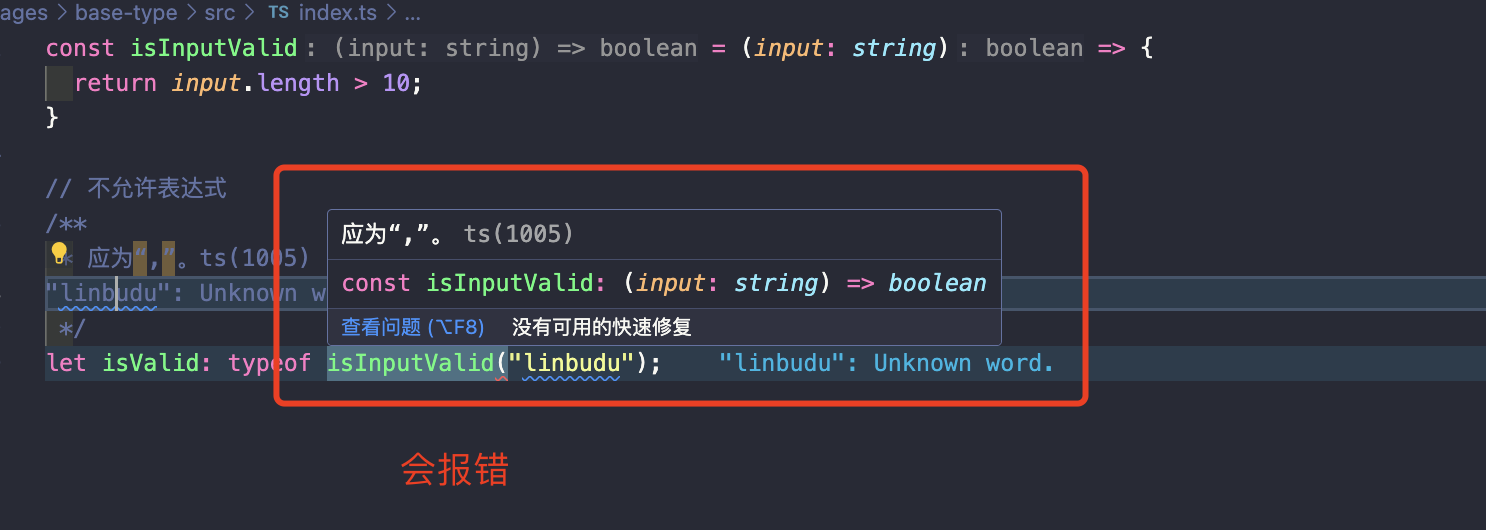 ages > base-type > src > TS index.ts > ...
const isInputValid: (input: string) => boolean = (input: string): boolean => {
return input.length > 10;
}
// 不允许表达式
/**
* 应为“,”。ts(1005)
"linbudu": Unknown w
*/
应为“,”。 ts(1005)
const isInputValid: (input: string) => boolean
查看问题 (⌥F8) 没有可用的快速修复
let isValid: typeof isInputValid("linbudu"); "linbudu": Unknown word.
会报错